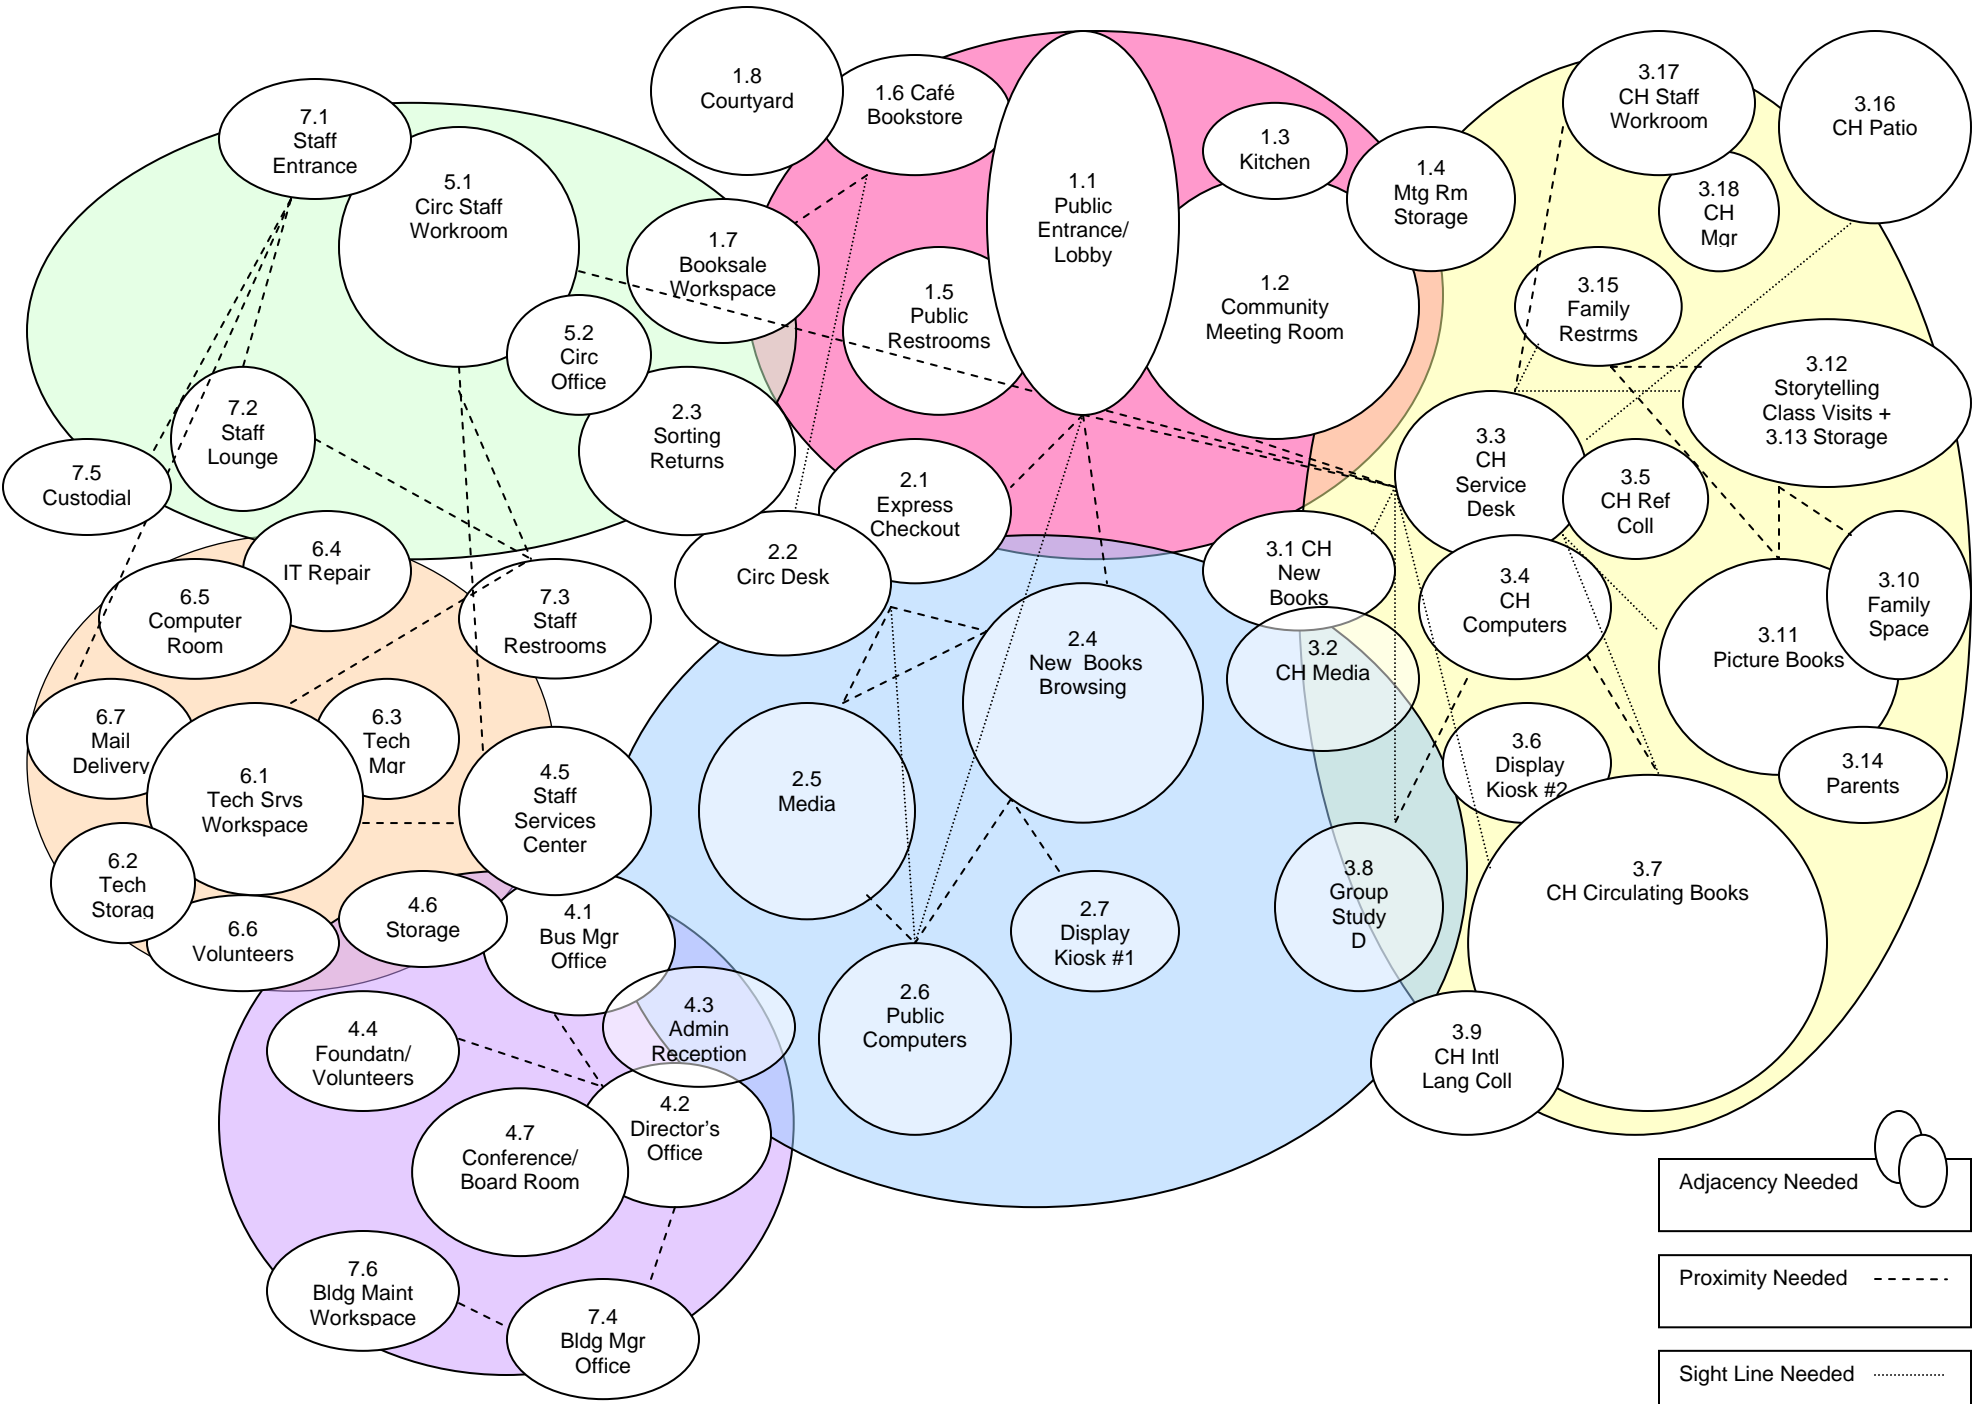 1.8
Courtyard
1.6 Café
Bookstore
1.1
Public
Entrance/
Lobby
1.3
Kitchen
1.4
Mtg Rm
Storage
3.17
CH Staff
Workroom
3.16
CH Patio
3.18
CH
Mgr
7.1
Staff
Entrance
5.1
Circ Staff
Workroom
1.7
Booksale
Workspace
1.5
Public
Restrooms
1.2
Community
Meeting Room
3.15
Family
Restrms
3.12
Storytelling
Class Visits +
3.13 Storage
5.2
Circ
Office
2.3
Sorting
Returns
7.2
Staff
Lounge
7.5
Custodial
2.1
Express
Checkout
3.3
CH
Service
Desk
3.5
CH Ref
Coll
6.4
IT Repair
6.5
Computer
Room
7.3
Staff
Restrooms
2.2
Circ Desk
3.1 CH
New
Books
3.4
CH
Computers
3.10
Family
Space
3.11
Picture Books
2.4
New  Books
Browsing
3.2
CH Media
6.7
Mail
Delivery
6.3
Tech
Mgr
6.1
Tech Srvs
Workspace
4.5
Staff
Services
Center
2.5
Media
3.6
Display
Kiosk #2
3.14
Parents
6.2
Tech
Storag
6.6
Volunteers
4.6
Storage
4.1
Bus Mgr
Office
2.7
Display
Kiosk #1
3.8
Group
Study
D
3.7
CH Circulating Books
4.3
Admin
Reception
2.6
Public
Computers
4.4
Foundatn/
Volunteers
3.9
CH Intl
Lang Coll
4.2
Director's
Office
4.7
Conference/
Board Room
7.6
Bldg Maint
Workspace
7.4
Bldg Mgr
Office
Adjacency Needed
Proximity Needed
Sight Line Needed